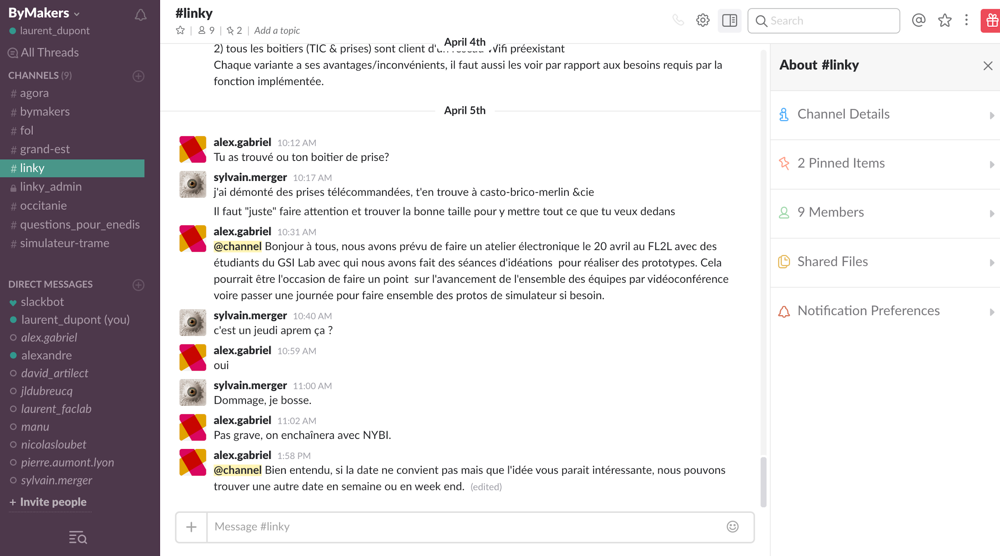 ByMakers
laurent_dupont
All Threads
CHANNELS (9)
# agora
# bymakers
# fol
# grand-est
# linky
linky_admin
# occitanie
# questions_pour_enedis
# simulateur-trame
DIRECT MESSAGES
slackbot
laurent_dupont (you)
alex.gabriel
alexandre
david_artilect
jldubreucq
laurent_faclab
manu
nicolasloubet
pierre.aumont.lyon
sylvain.merger
+ Invite people
#linky
9 | 2 | Add a topic
Search
April 4th
2) tous les boitiers (TIC & prises) sont client d'un Wifi préexistant
Chaque variante a ses avantages/inconvénients, il faut aussi les voir par rapport aux besoins requis par la
fonction implémentée.
April 5th
alex.gabriel 10:12 AM
Tu as trouvé ou ton boitier de prise?
sylvain.merger 10:17 AM
j'ai démonté des prises télécommandées, t'en trouve à casto-brico-merlin &cie
Il faut "juste" faire attention et trouver la bonne taille pour y mettre tout ce que tu veux dedans
alex.gabriel 10:31 AM
@channel Bonjour à tous, nous avons prévu de faire un atelier électronique le 20 avril au FL2L avec des
étudiants du GSI Lab avec qui nous avons fait des séances d'idéations pour réaliser des prototypes. Cela
pourrait être l'occasion de faire un point sur l'avancement de l'ensemble des équipes par vidéoconférence
voire passer une journée pour faire ensemble des protos de simulateur si besoin.
sylvain.merger 10:40 AM
c'est un jeudi aprem ça ?
alex.gabriel 10:59 AM
oui
sylvain.merger 11:00 AM
Dommage, je bosse.
alex.gabriel 11:02 AM
Pas grave, on enchaînera avec NYBI.
alex.gabriel 1:58 PM
@channel Bien entendu, si la date ne convient pas mais que l'idée vous parait intéressante, nous pouvons
trouver une autre date en semaine ou en week end. (edited)
Message #linky
About #linky
Channel Details
2 Pinned Items
9 Members
Shared Files
Notification Preferences